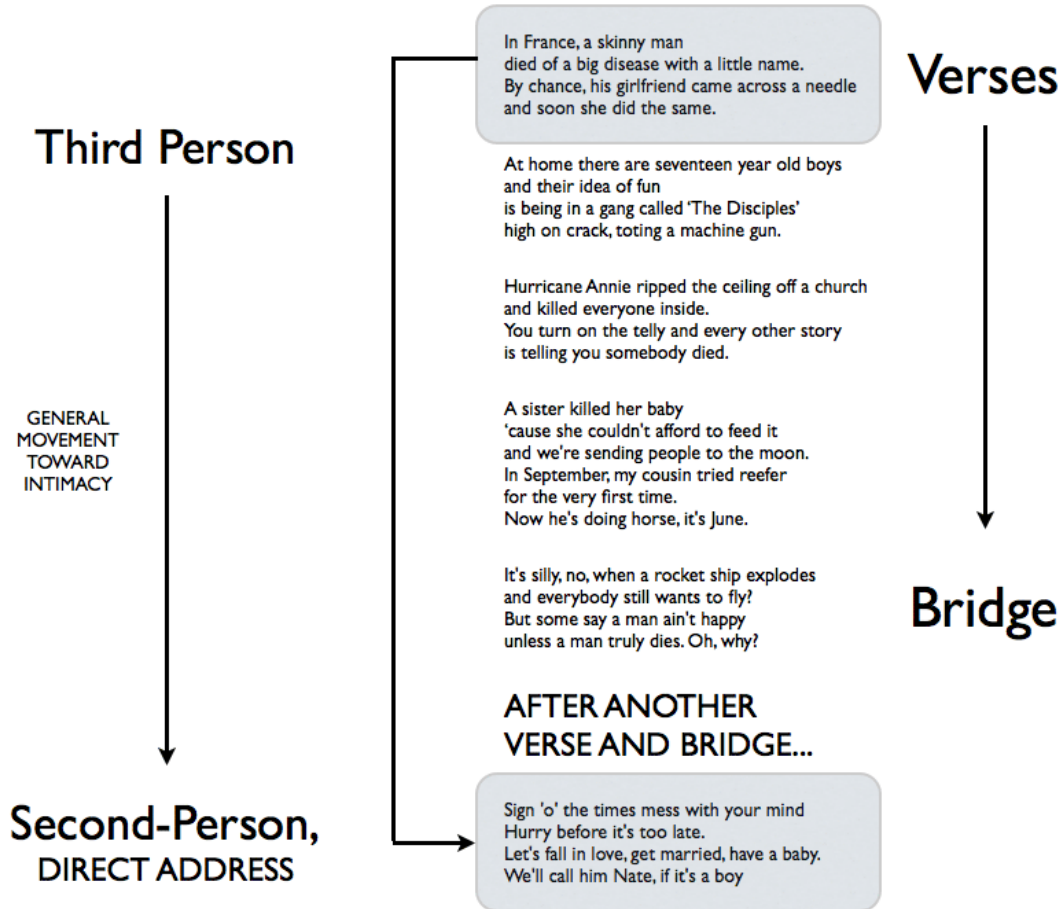 In France, a skinny man
died of a big disease with a little name.
By chance, his girlfriend came across a needle
and soon she did the same.
Verses
Third Person
At home there are seventeen year old boys
and their idea of fun
is being in a gang called ‘The Disciples’
high on crack, toting a machine gun.
Hurricane Annie ripped the ceiling off a church
and killed everyone inside.
You turn on the telly and every other story
is telling you somebody died.
GENERAL
MOVEMENT
TOWARD
INTIMACY
A sister killed her baby
‘cause she couldn't afford to feed it
and we're sending people to the moon.
In September, my cousin tried reefer
for the very first time.
Now he's doing horse, it's June.
It's silly, no, when a rocket ship explodes
and everybody still wants to fly?
But some say a man ain't happy
unless a man truly dies. Oh, why?
Bridge
AFTER ANOTHER
VERSE AND BRIDGE...
Second-Person,
DIRECT ADDRESS
Sign 'o' the times mess with your mind
Hurry before it's too late.
Let's fall in love, get married, have a baby.
We'll call him Nate, if it's a boy